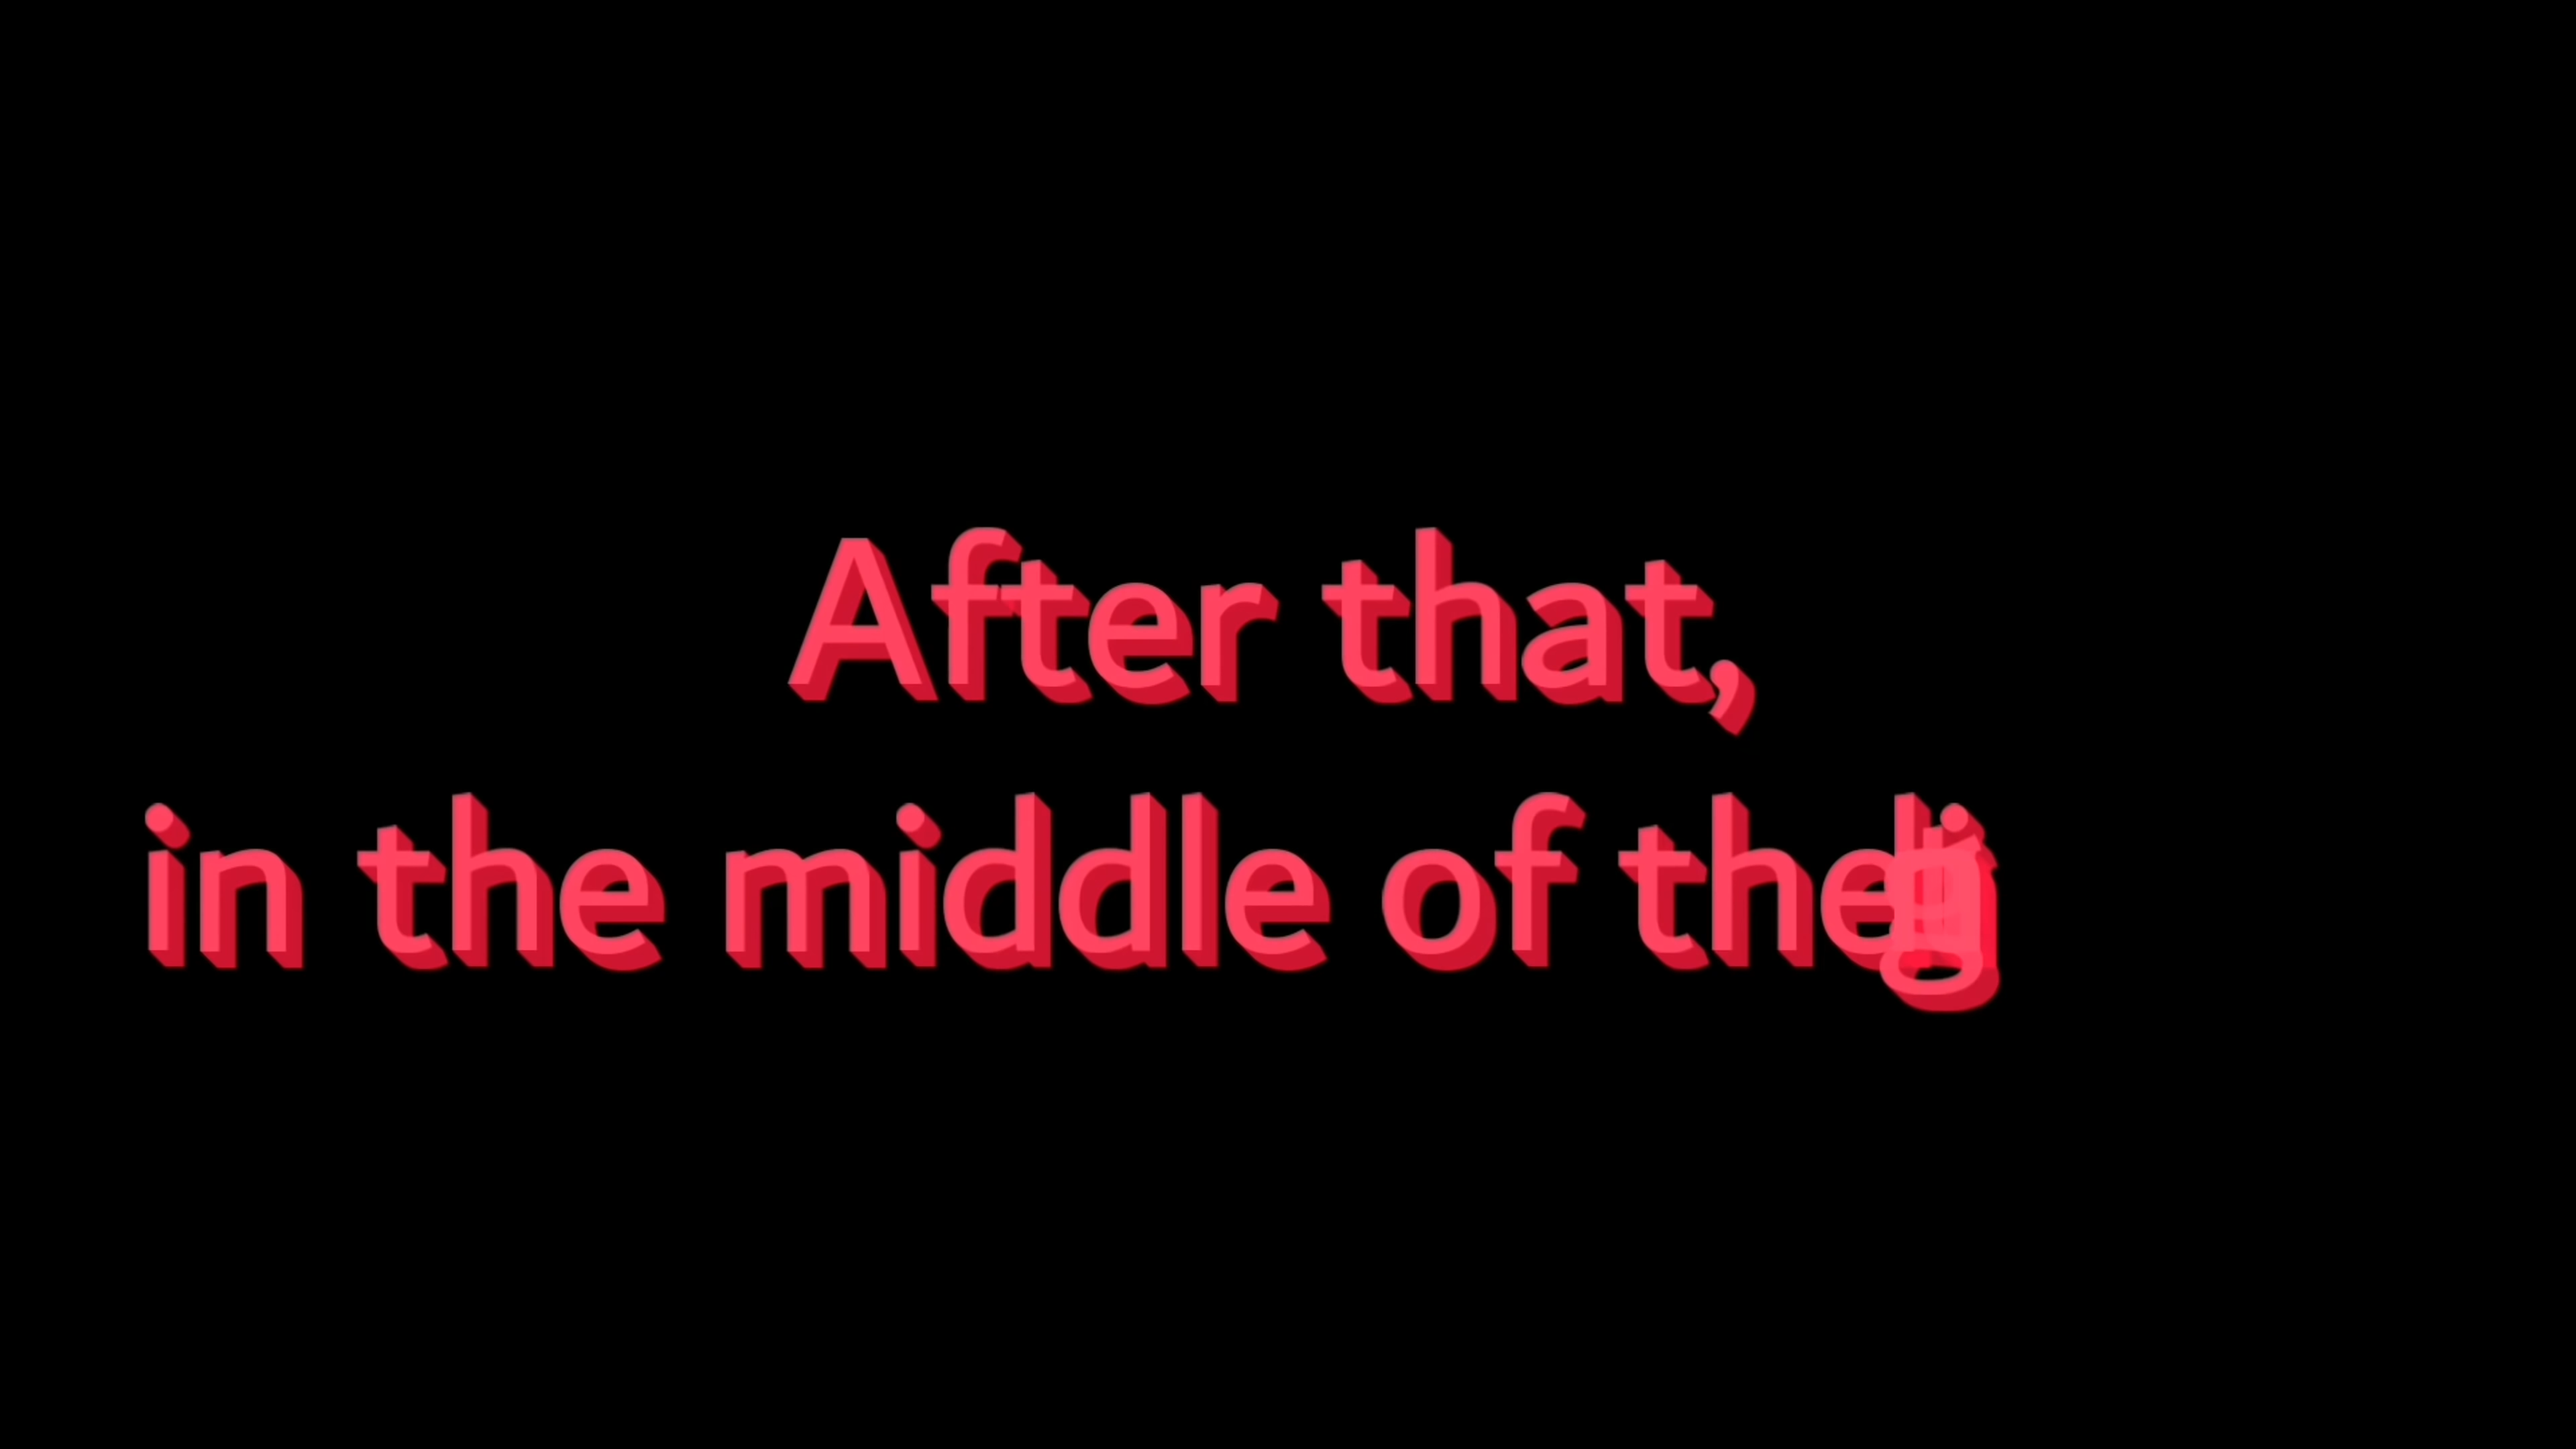 After that,
in the middle of the